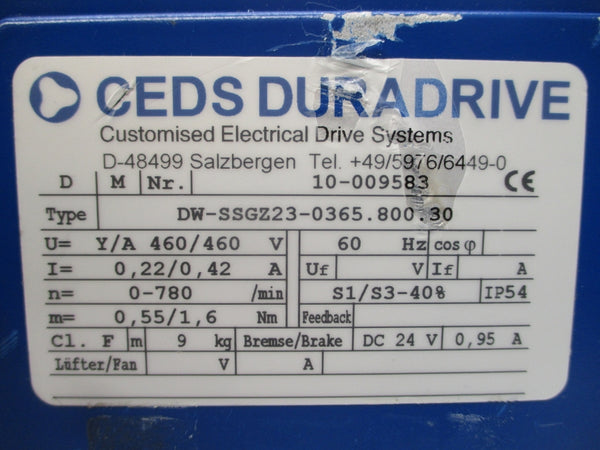 CEDS DURADRIVE
Customised Electrical Drive Systems
D-48499 Salzbergen Tel. +49/5976/6449-0
D M Nr. 10-009583 CE
Type DW-SSGZ23-0365.800.30
U= Y/A 460/460 V 60 Hz cos φ
I= 0,22/0,42 A Uf V If A
n= 0-780 /min S1/S3-40% IP54
m= 0,55/1,6 Nm Feedback
Cl. F m 9 kg Bremse/Brake DC 24 V 0,95 A
Lüfter/Fan V A